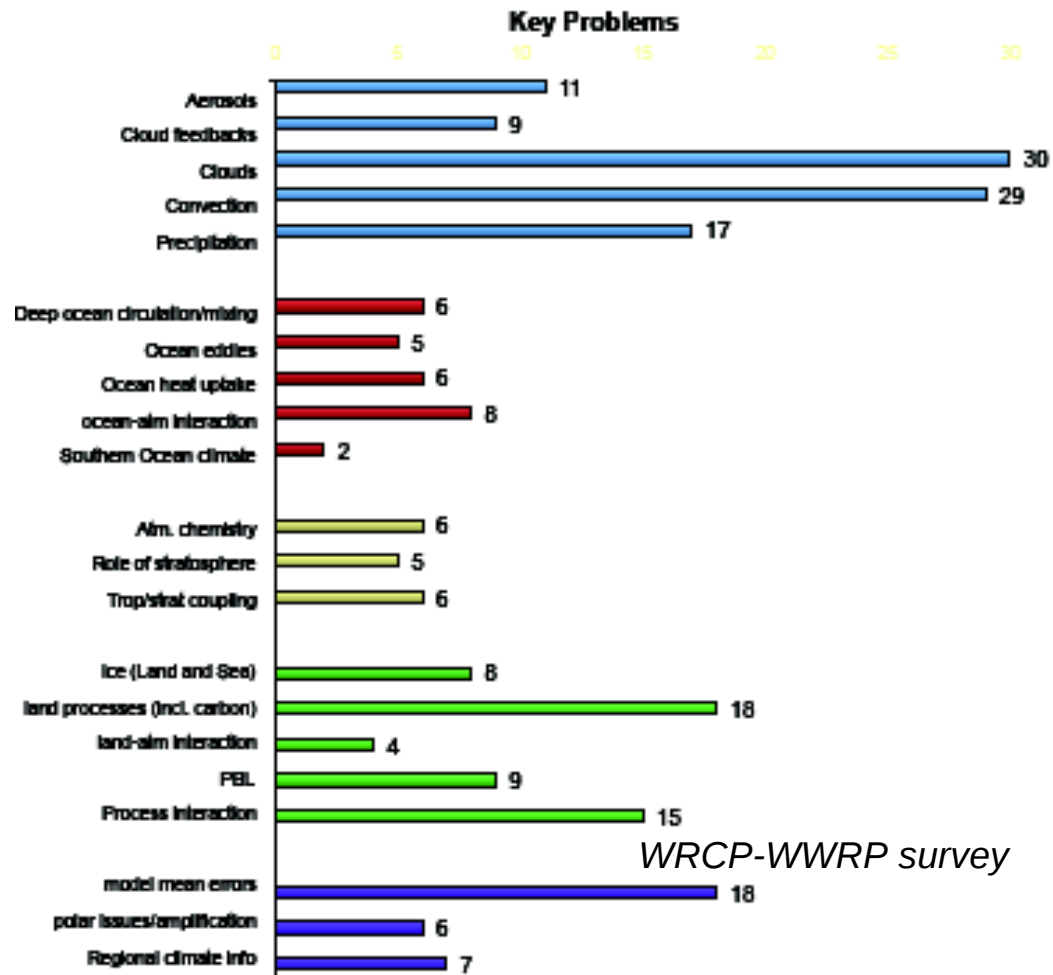 Key Problems
0 5 10 15 20 25 30
Aerosols 11
Cloud feedbacks 9
Clouds 30
Convection 29
Precipitation 17
Deep ocean circulation/mixing 6
Ocean eddies 5
Ocean heat uptake 6
ocean-atm interaction 8
Southern Ocean climate 2
Atm. chemistry 6
Role of stratosphere 5
Trop/strat coupling 6
Ice (Land and Sea) 8
land processes (incl. carbon) 18
land-atm interaction 4
PBL 9
Process interaction 15
WRCP-WWRP survey
model mean errors 18
polar issues/amplification 6
Regional climate info 7